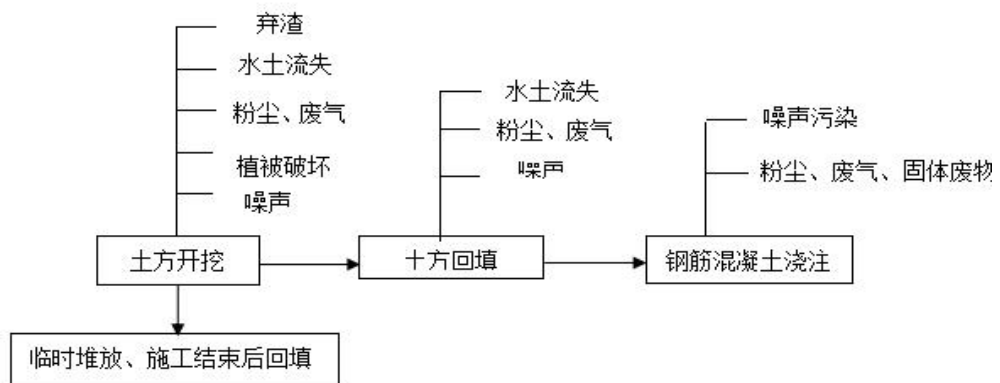 弃渣
水土流失
粉尘、废气
植被破坏
噪声
水土流失
粉尘、废气
噪声
噪声污染
粉尘、废气、固体废物
土方开挖
十方回填
钢筋混凝土浇注
临时堆放、施工结束后回填